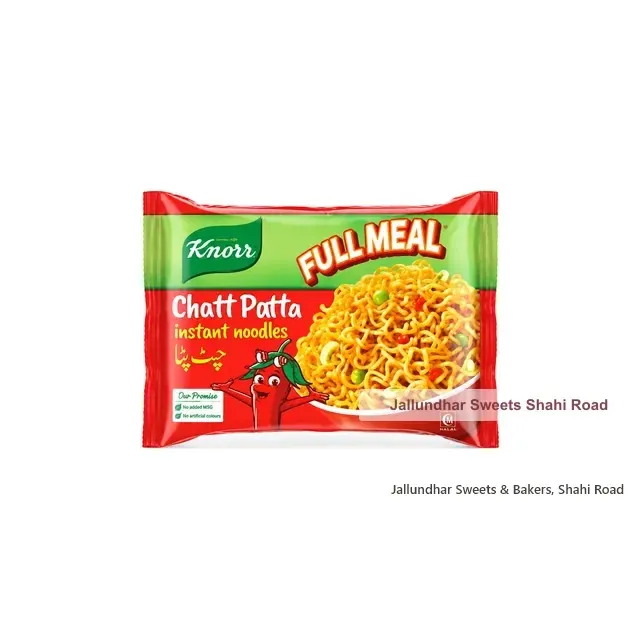 Knorr
FULL MEAL
Chatt Patta
instant noodles
چٹ پٹا
Our Promise
No added MSG
No artificial colours
HALAL
Jallundhar Sweets Shahi Road
Jallundhar Sweets & Bakers, Shahi Road